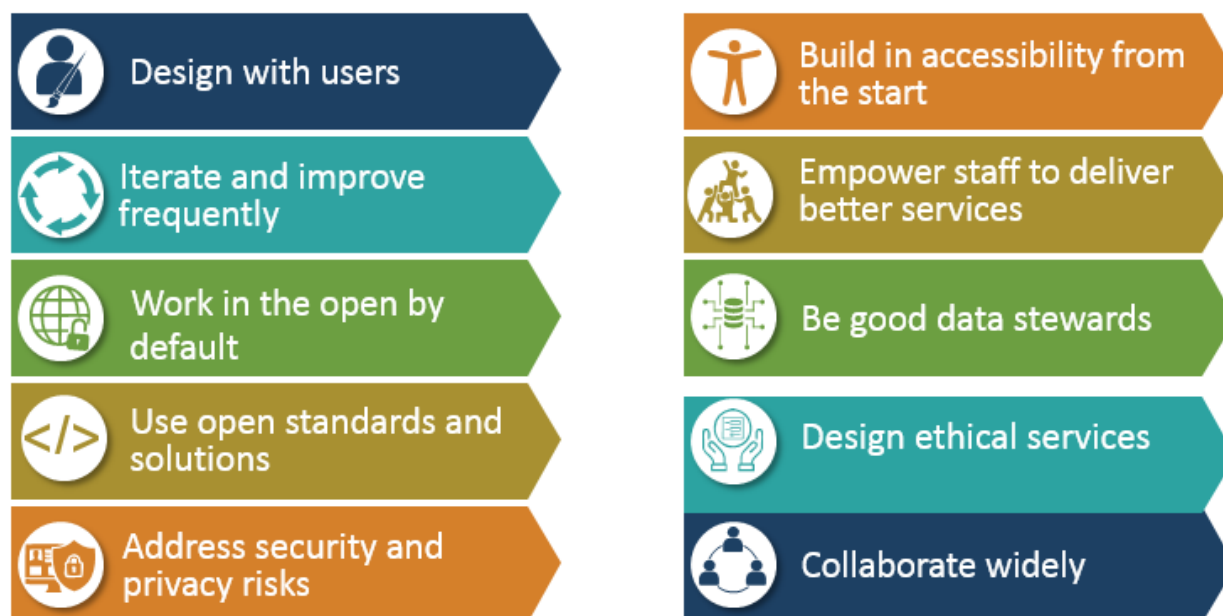 Design with users
Iterate and improve
frequently
Work in the open by
default
</>
Use open standards and
solutions
Address security and
privacy risks
Build in accessibility from
the start
Empower staff to deliver
better services
Be good data stewards
Design ethical services
Collaborate widely